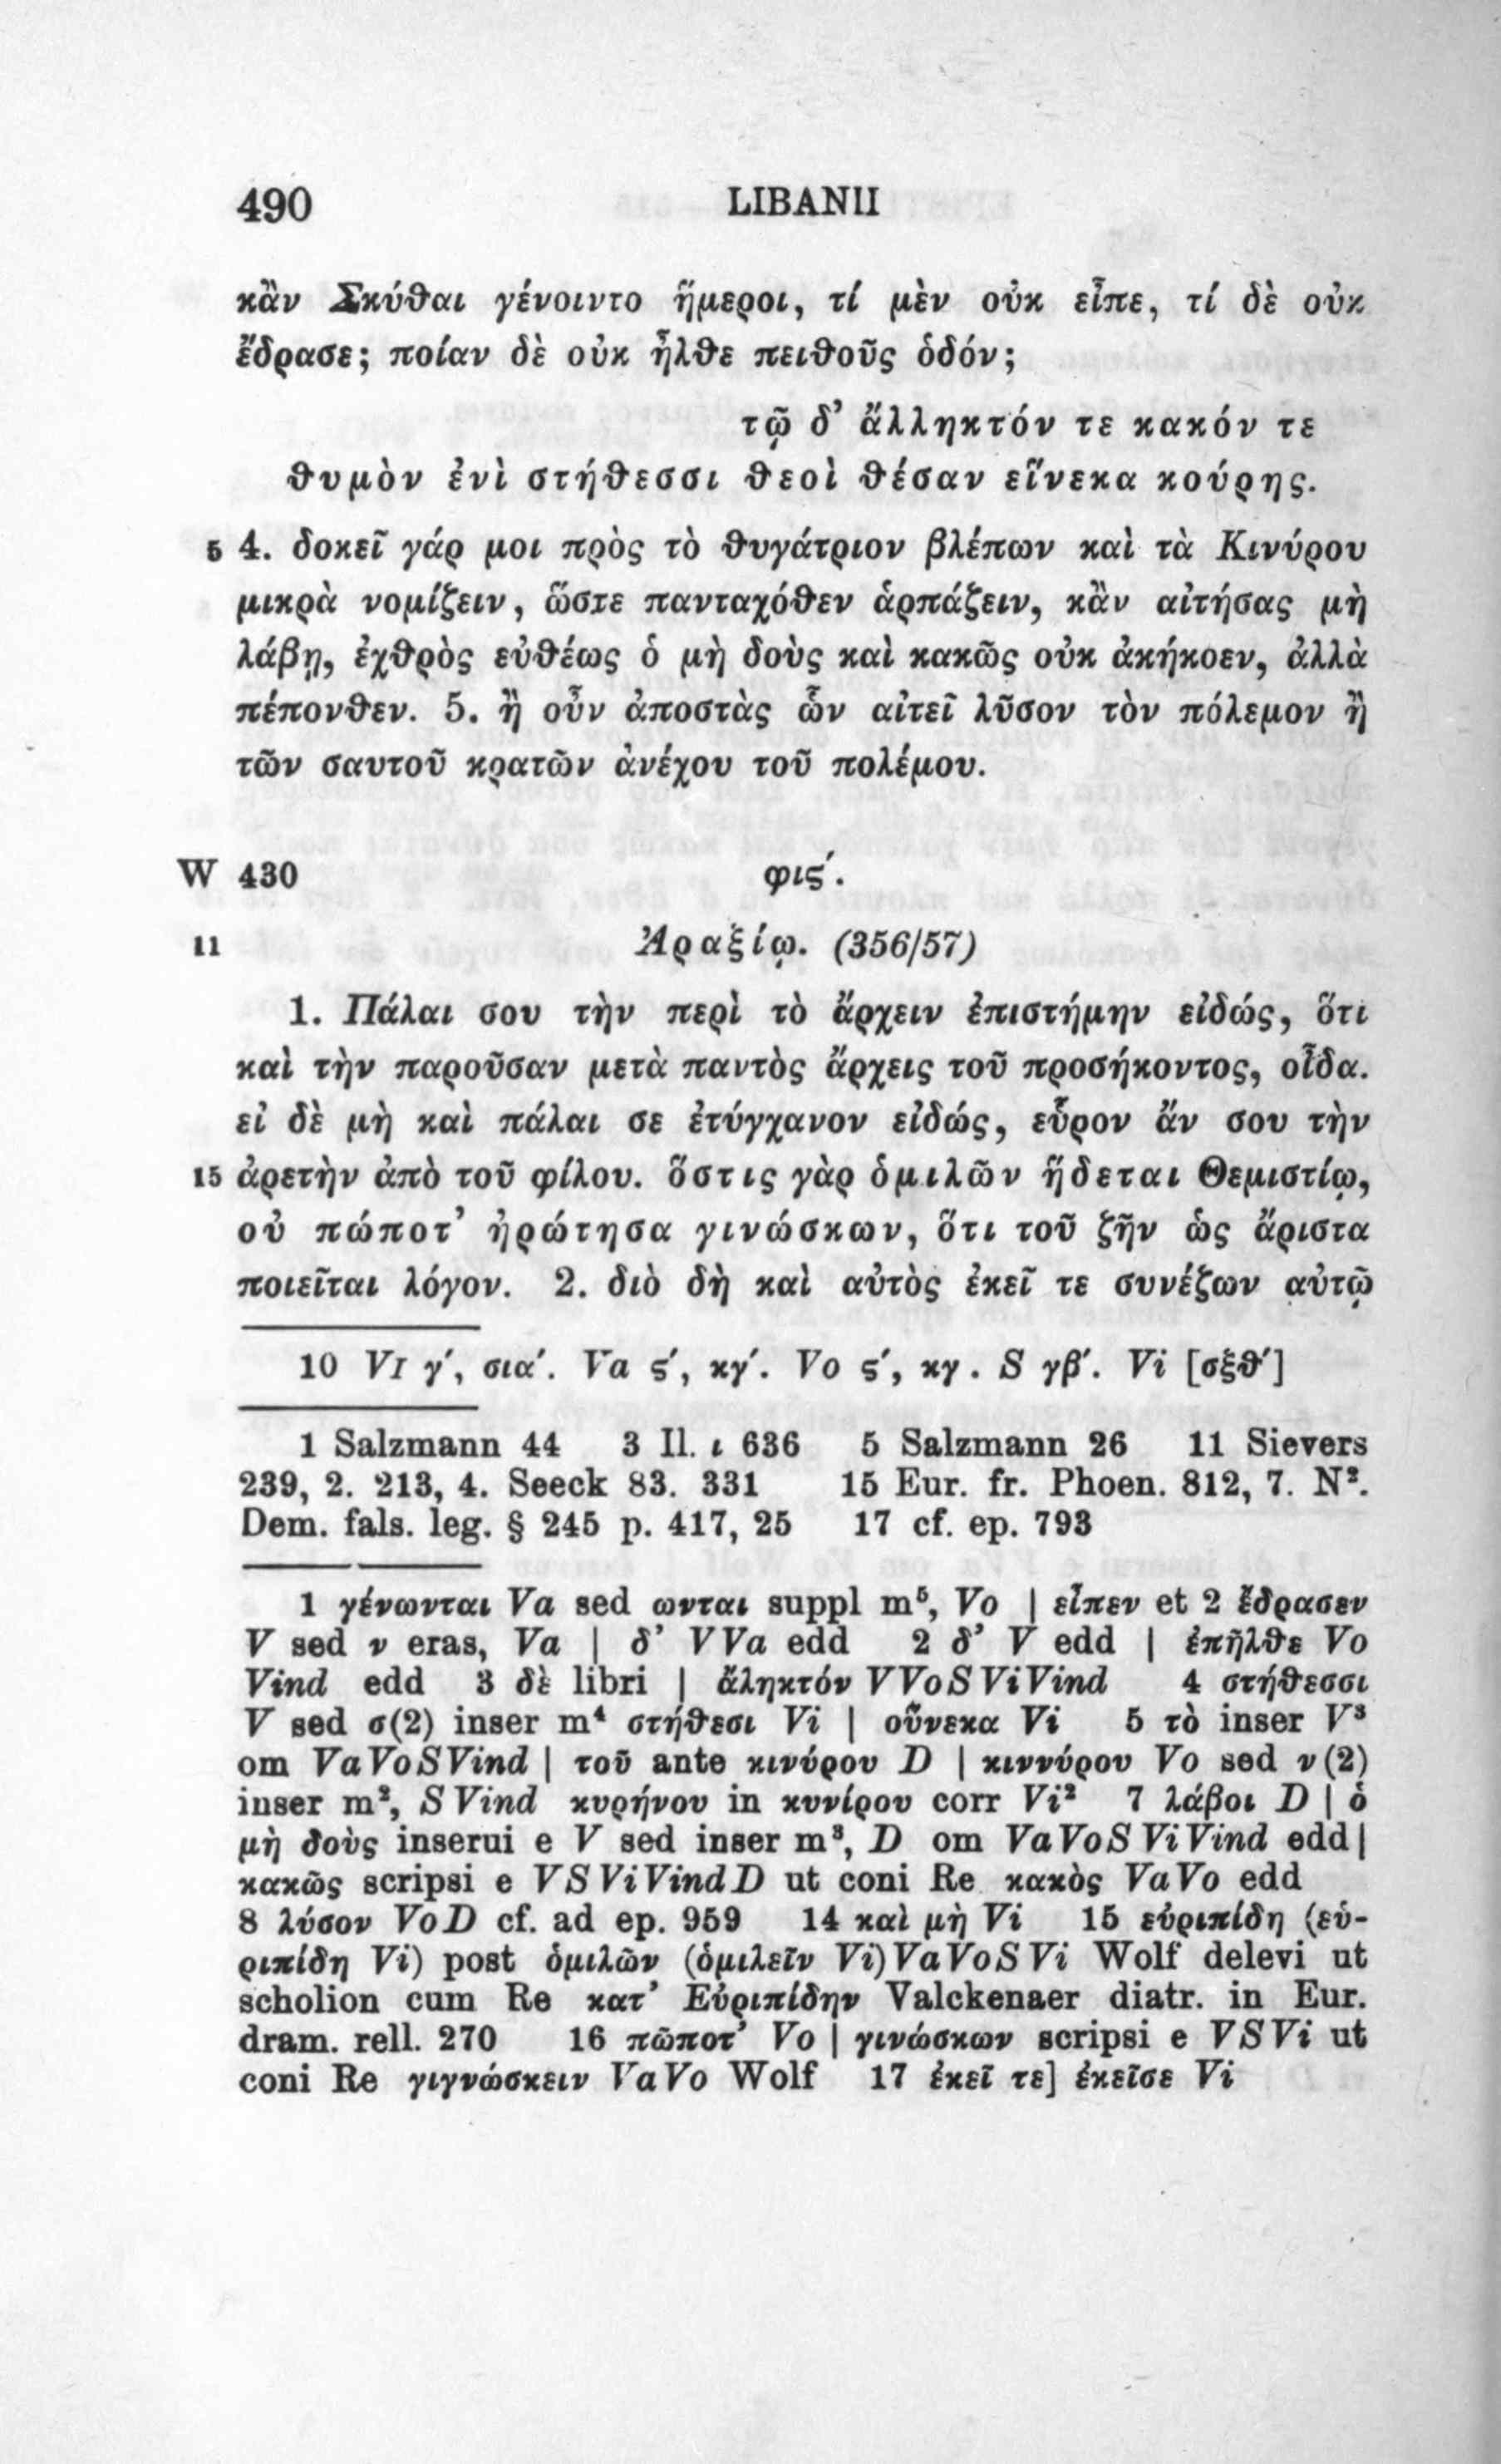 490 LIBANII
κἂν Σκύθαι γένοιντο ἥμεροι, τί μὲν οὐκ εἶπε, τί δὲ οὐκ
ἔδρασε; ποίαν δὲ οὐκ ἦλθε πειθοῦς ὁδόν;
τῷ δ’ ἄλληκτόν τε κακόν τε
θυμὸν ἐνὶ στήθεσσι θεοὶ θέσαν εἵνεκα κούρης.
5 4. δοκεῖ γάρ μοι πρὸς τὸ θυγάτριον βλέπων καὶ τὰ Κινύρου
μικρὰ νομίζειν, ὥστε πανταχόθεν ἁρπάζειν, κἂν αἰτήσας μὴ
λάβῃ, ἐχθρὸς εὐθέως ὁ μὴ δοὺς καὶ κακῶς οὐκ ἀκήκοεν, ἀλλὰ
πέπονθεν. 5. ἢ οὖν ἀποστὰς ὧν αἰτεῖ λῦσον τὸν πόλεμον ἢ
τῶν σαυτοῦ κρατῶν ἀνέχου τοῦ πολέμου.
W 430 φιϛ′.
11 Ἀραξίῳ. (356/57)
1. Πάλαι σου τὴν περὶ τὸ ἄρχειν ἐπιστήμην εἰδώς, ὅτι
καὶ τὴν παροῦσαν μετὰ παντὸς ἄρχεις τοῦ προσήκοντος, οἶδα.
εἰ δὲ μὴ καὶ πάλαι σε ἐτύγχανον εἰδώς, εὗρον ἄν σου τὴν
15 ἀρετὴν ἀπὸ τοῦ φίλου. ὅστις γὰρ ὁμιλῶν ἥδεται Θεμιστίῳ,
οὐ πώποτ’ ἠρώτησα γινώσκων, ὅτι τοῦ ζῆν ὡς ἄριστα
ποιεῖται λόγον. 2. διὸ δὴ καὶ αὐτὸς ἐκεῖ τε συνέζων αὐτῷ
10 VI γ′, σια′. Va ϛ′, κγ′. Vo ϛ′, κγ. S γβ′. Vi [σξθ′]
1 Salzmann 44 3 Il. ι 636 5 Salzmann 26 11 Sievers
239, 2. 213, 4. Seeck 83. 331 15 Eur. fr. Phoen. 812, 7. N².
Dem. fals. leg. § 245 p. 417, 25 17 cf. ep. 793
1 γένωνται Va sed ωνται suppl m⁵, Vo | εἶπεν et 2 ἔδρασεν
V sed ν eras, Va | δ’ V Va edd 2 δ’ V edd | ἐπῆλθε Vo
Vind edd 3 δὲ libri | ἄληκτόν V Vo S Vi Vind 4 στήθεσσι
V sed σ(2) inser m⁴ στήθεσι Vi | οὕνεκα Vi 5 τὸ inser V³
om Va Vo S Vind | τοῦ ante κινύρου D | κιννύρου Vo sed ν(2)
inser m², S Vind κυρήνου in κυνίρου corr Vi² 7 λάβοι D | ὁ
μὴ δοὺς inserui e V sed inser m³, D om Va Vo S Vi Vind edd |
κακῶς scripsi e V S Vi Vind D ut coni Re κακὸς Va Vo edd
8 λύσον Vo D cf. ad ep. 959 14 καὶ μὴ Vi 15 εὐριπίδη (εὐ-
ριπίδη Vi) post ὁμιλῶν (ὁμιλεῖν Vi) Va Vo S Vi Wolf delevi ut
scholion cum Re κατ’ Εὐριπίδην Valckenaer diatr. in Eur.
dram. rell. 270 16 πῶποτ’ Vo | γινώσκων scripsi e V S Vi ut
coni Re γιγνώσκειν Va Vo Wolf 17 ἐκεῖ τε] ἐκεῖσε Vi